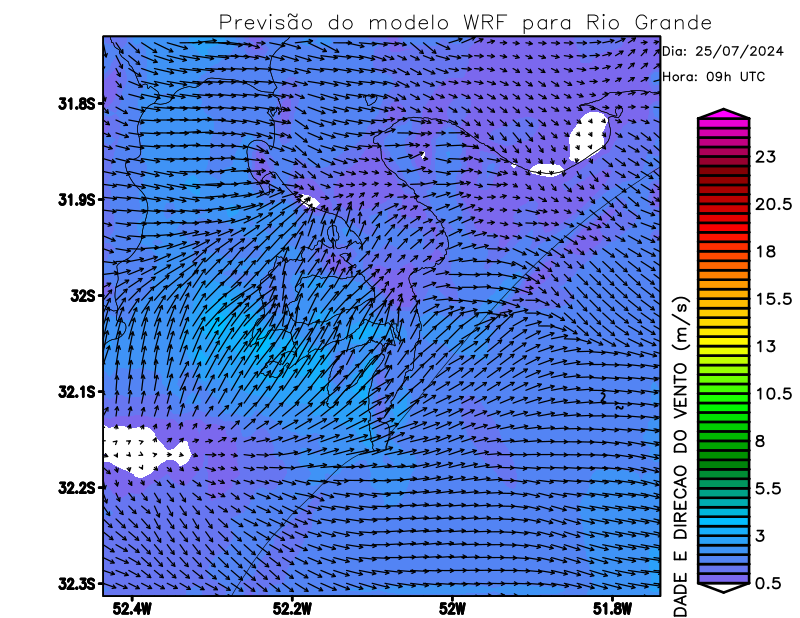 Previsão do modelo WRF para Rio Grande
Dia: 25/07/2024
Hora: 09h UTC
31.8S
31.9S
32S
32.1S
32.2S
32.3S
52.4W
52.2W
52W
51.8W
DADE E DIRECAO DO VENTO (m/s)
23
20.5
18
15.5
13
10.5
8
5.5
3
0.5